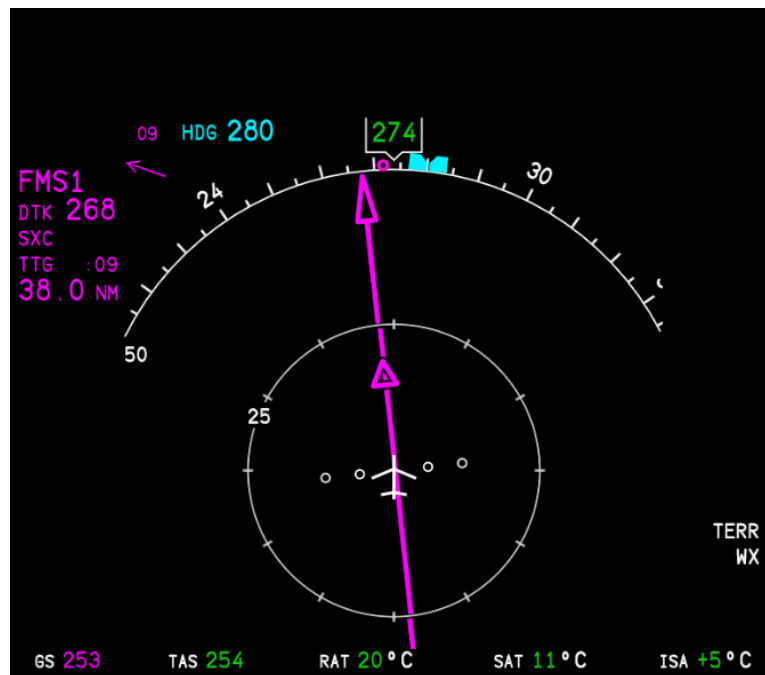 274
09 HDG 280
FMS1
DTK 268
SXC
TTG :09
38.0 NM
24
30
50
25
TERR
WX
GS 253 TAS 254 RAT 20°C SAT 11°C ISA +5°C